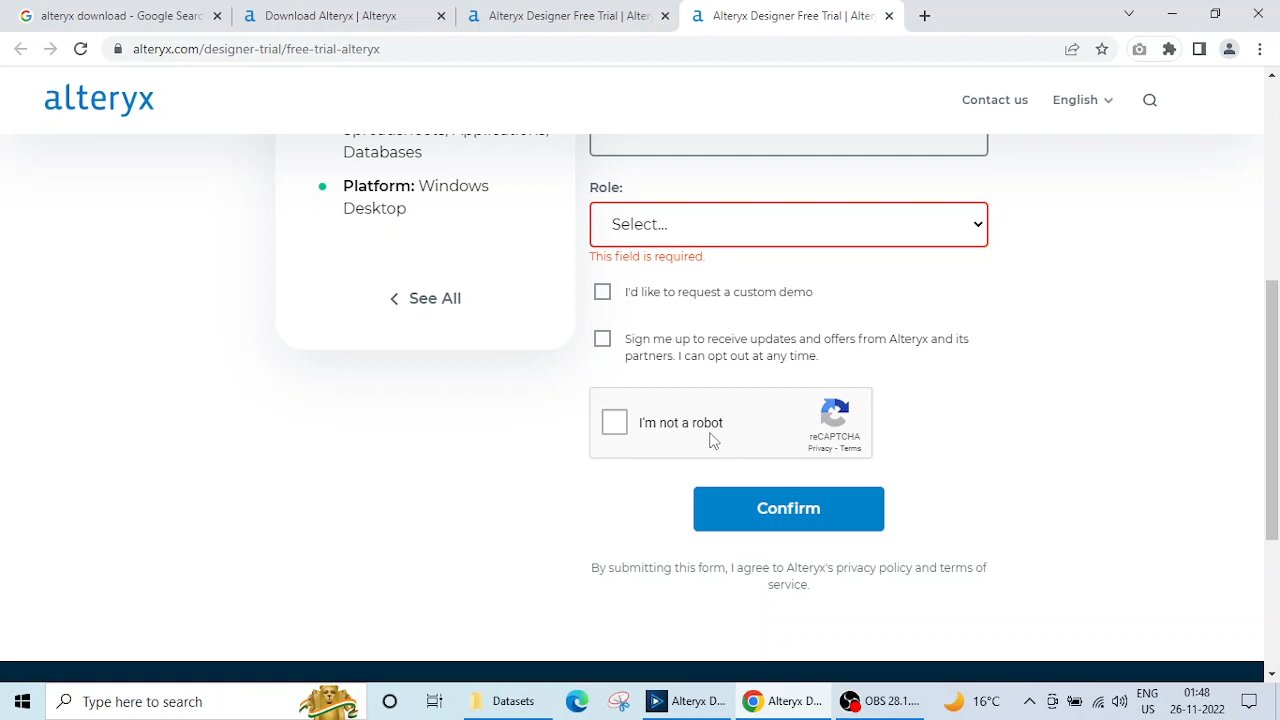 alteryx download - Google Searc
Download Alteryx | Alteryx
Alteryx Designer Free Trial | Alter
Alteryx Designer Free Trial | Alter
alteryx.com/designer-trial/free-trial-alteryx
alteryx
Contact us
English
Databases
Platform: Windows
Desktop
See All
Role:
Select...
This field is required.
I'd like to request a custom demo
Sign me up to receive updates and offers from Alteryx and its
partners. I can opt out at any time.
I'm not a robot
reCAPTCHA
Privacy - Terms
Confirm
By submitting this form, I agree to Alteryx's privacy policy and terms of
service.
Type here to search
Datasets
Alteryx D...
Alteryx D...
OBS 28.1....
16°C
ENG
US
01:48
26-11-2022